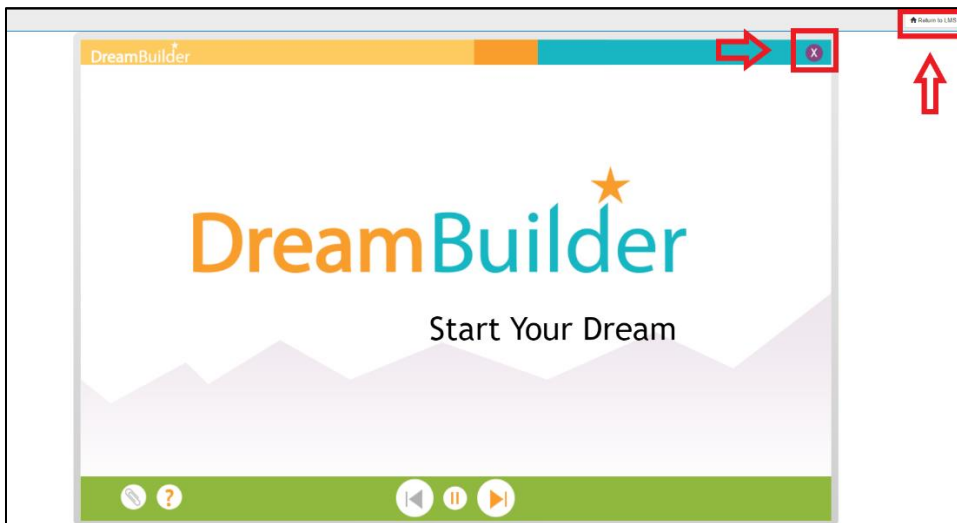 Return to LMS
DreamBuilder
X
DreamBuilder
Start Your Dream
?